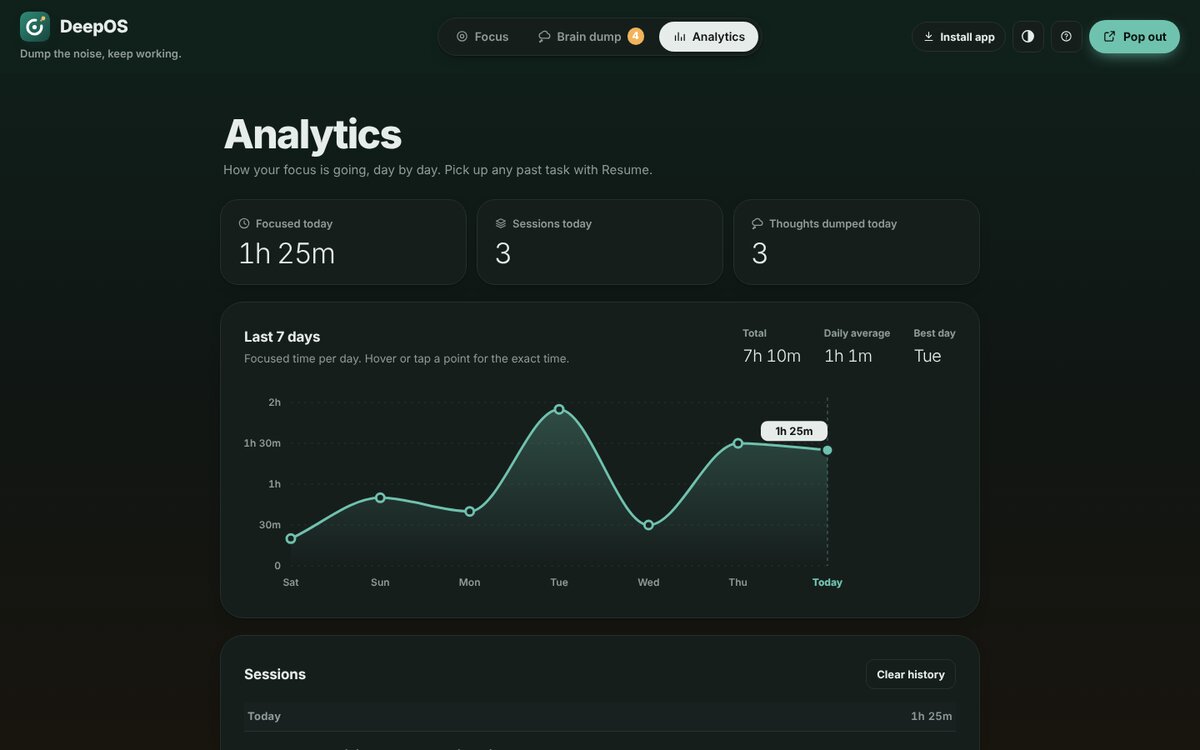 DeepOS
Dump the noise, keep working.
Focus
Brain dump 4
Analytics
Install app
Pop out
Analytics
How your focus is going, day by day. Pick up any past task with Resume.
Focused today
1h 25m
Sessions today
3
Thoughts dumped today
3
Last 7 days
Focused time per day. Hover or tap a point for the exact time.
Total
7h 10m
Daily average
1h 1m
Best day
Tue
2h
1h 30m
1h
30m
0
1h 25m
Sat
Sun
Mon
Tue
Wed
Thu
Today
Sessions
Clear history
Today
1h 25m